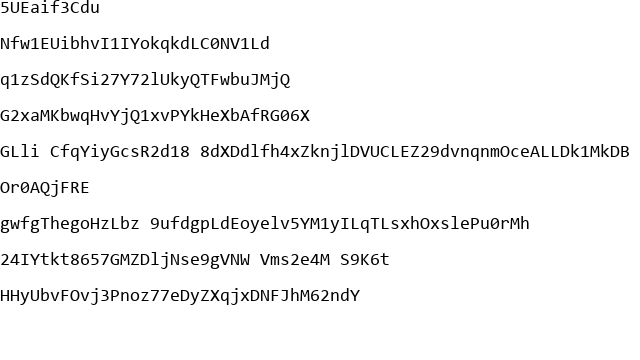 5UEaif3Cdu
Nfw1EUibhvI1IYokqkdLC0NV1Ld
q1zSdQKfSi27Y72lUkyQTFwbuJMjQ
G2xaMKbwqHvYjQ1xvPYkHeXbAfRG06X
GLli CfqYiyGcsR2d18 8dXDdlfh4xZknjlDVUCLEZ29dvnqnmOceALLDk1MkDB
Or0AQjFRE
gwfgThegoHzLbz 9ufdgpLdEoyelv5YM1yILqTLsxhOxslePu0rMh
24IYtkt8657GMZDljNse9gVNW Vms2e4M S9K6t
HHyUbvFOvj3Pnoz77eDyZXqjxDNFJhM62ndY